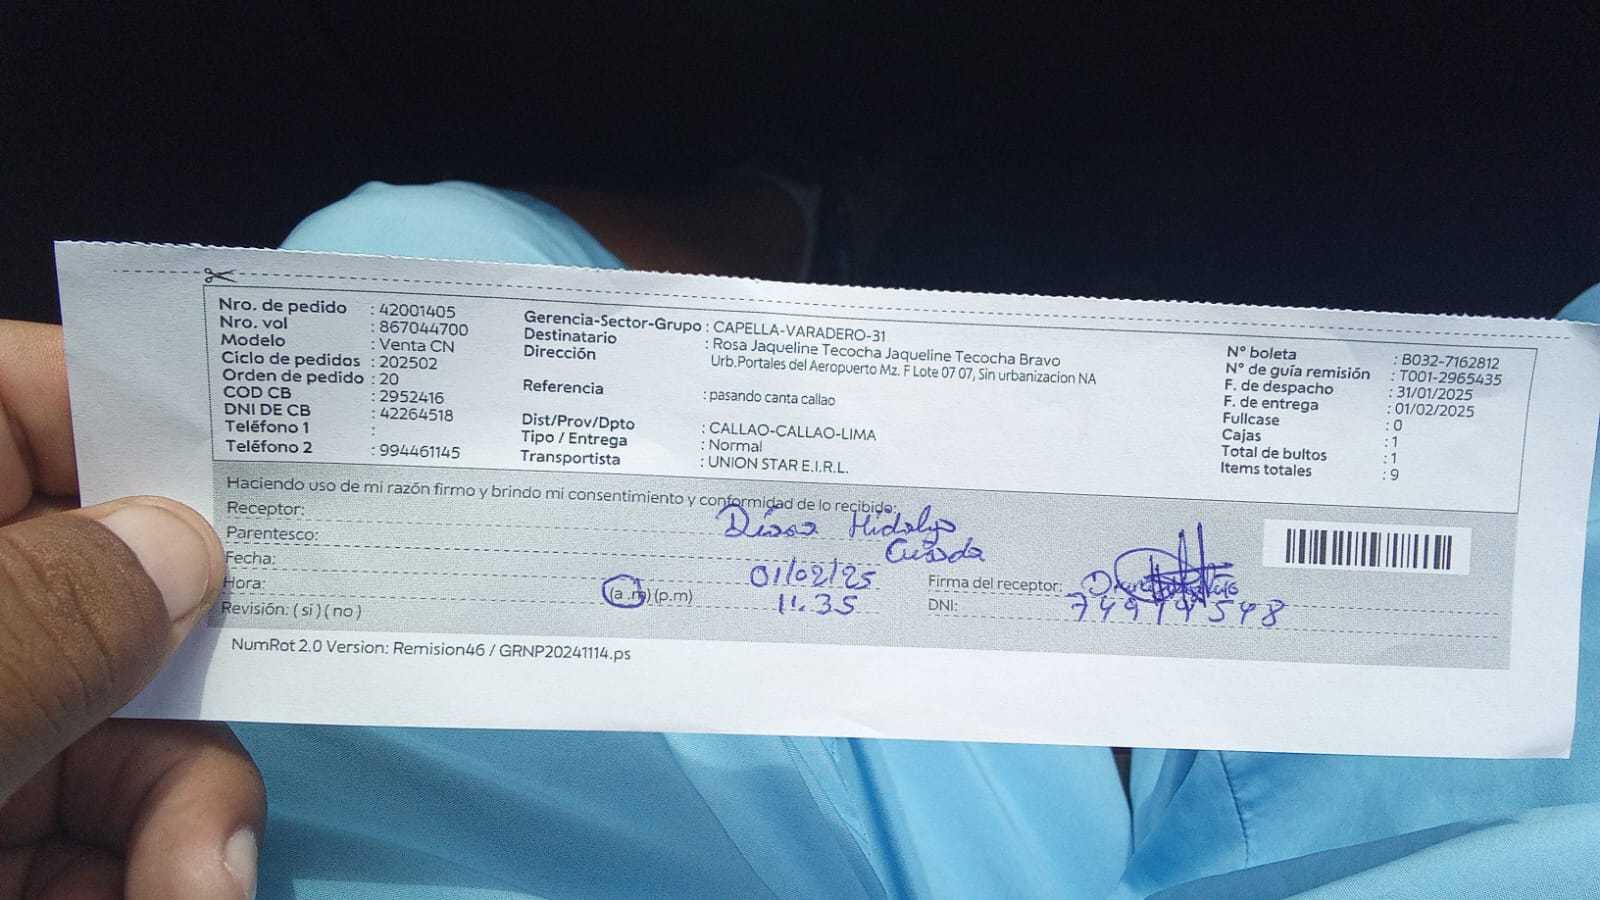 Nro. de pedido : 42001405
Nro. vol : 867044700
Modelo : Venta CN
Ciclo de pedidos : 202502
Orden de pedido : 20
COD CB : 2952416
DNI DE CB : 42264518
Teléfono 1 :
Teléfono 2 : 994461145
Gerencia-Sector-Grupo : CAPELLA-VARADERO-31
Destinatario : Rosa Jaqueline Tecocha Jaqueline Tecocha Bravo
Dirección Urb.Portales del Aeropuerto Mz. F Lote 07 07, Sin urbanizacion NA
Referencia : pasando canta callao
Dist/Prov/Dpto : CALLAO-CALLAO-LIMA
Tipo / Entrega : Normal
Transportista : UNION STAR E.I.R.L.
N° boleta : B032-7162812
N° de guía remisión : T001-2965435
F. de despacho : 31/01/2025
F. de entrega : 01/02/2025
Fullcase : 0
Cajas : 1
Total de bultos : 1
Items totales : 9
Haciendo uso de mi razón firmo y brindo mi consentimiento y conformidad de lo recibido:
Receptor: Hidalgo
Parentesco: Cuñada
Fecha: 01/02/25
Hora: (a.m) (p.m) 11.35
Revisión: ( si ) ( no )
Firma del receptor:
DNI:
NumRot 2.0 Version: Remision46 / GRNP20241114.ps